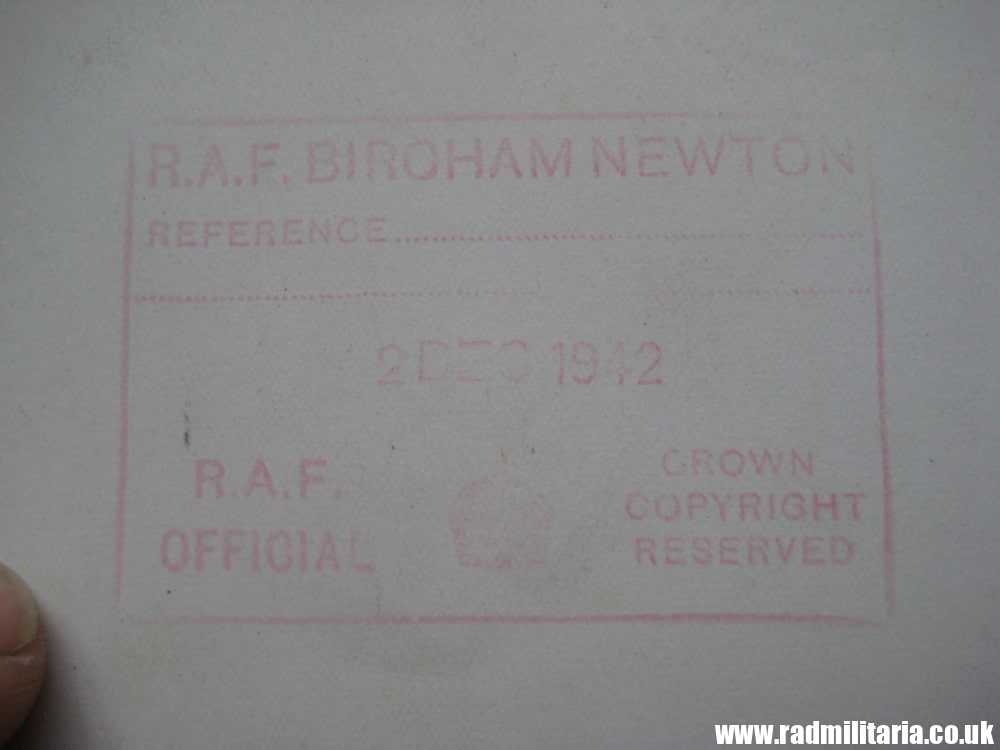 R.A.F. BIRCHAM NEWTON
REFERENCE
2 DEC 1942
R.A.F.
OFFICIAL
CROWN
COPYRIGHT
RESERVED
www.radmilitaria.co.uk